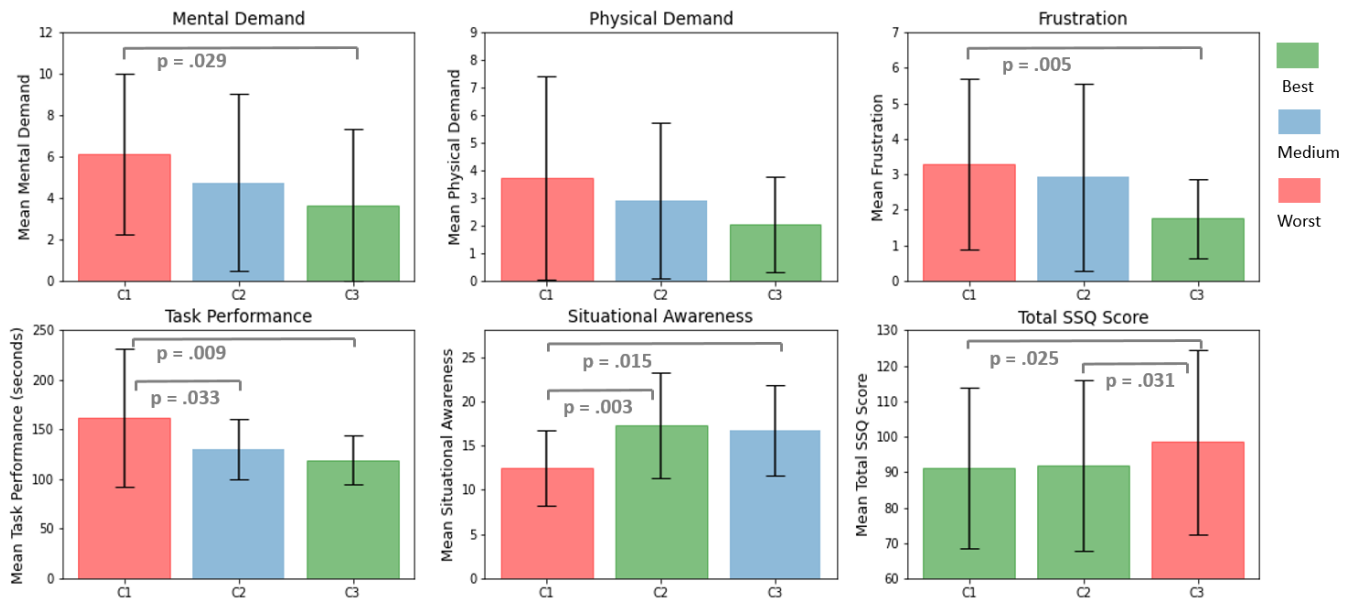 Mental Demand
Mean Mental Demand
12
10
8
6
4
2
0
p = .029
C1 C2 C3
Physical Demand
Mean Physical Demand
9
8
7
6
5
4
3
2
1
0
C1 C2 C3
Frustration
Mean Frustration
7
6
5
4
3
2
1
0
p = .005
C1 C2 C3
Best
Medium
Worst
Task Performance
Mean Task Performance (seconds)
250
200
150
100
50
0
p = .009
p = .033
C1 C2 C3
Situational Awareness
Mean Situational Awareness
25
20
15
10
5
0
p = .015
p = .003
C1 C2 C3
Total SSQ Score
Mean Total SSQ Score
130
120
110
100
90
80
70
60
p = .025
p = .031
C1 C2 C3